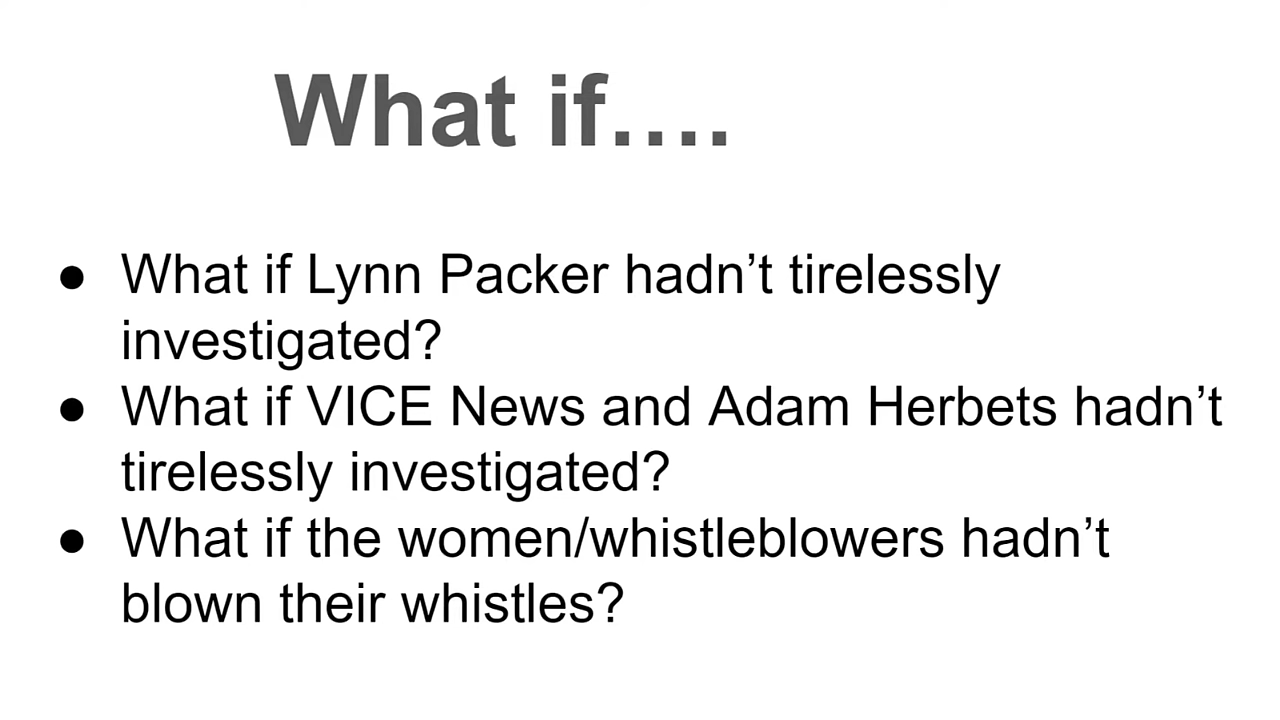 What if....
● What if Lynn Packer hadn’t tirelessly
investigated?
● What if VICE News and Adam Herbets hadn’t
tirelessly investigated?
● What if the women/whistleblowers hadn’t
blown their whistles?